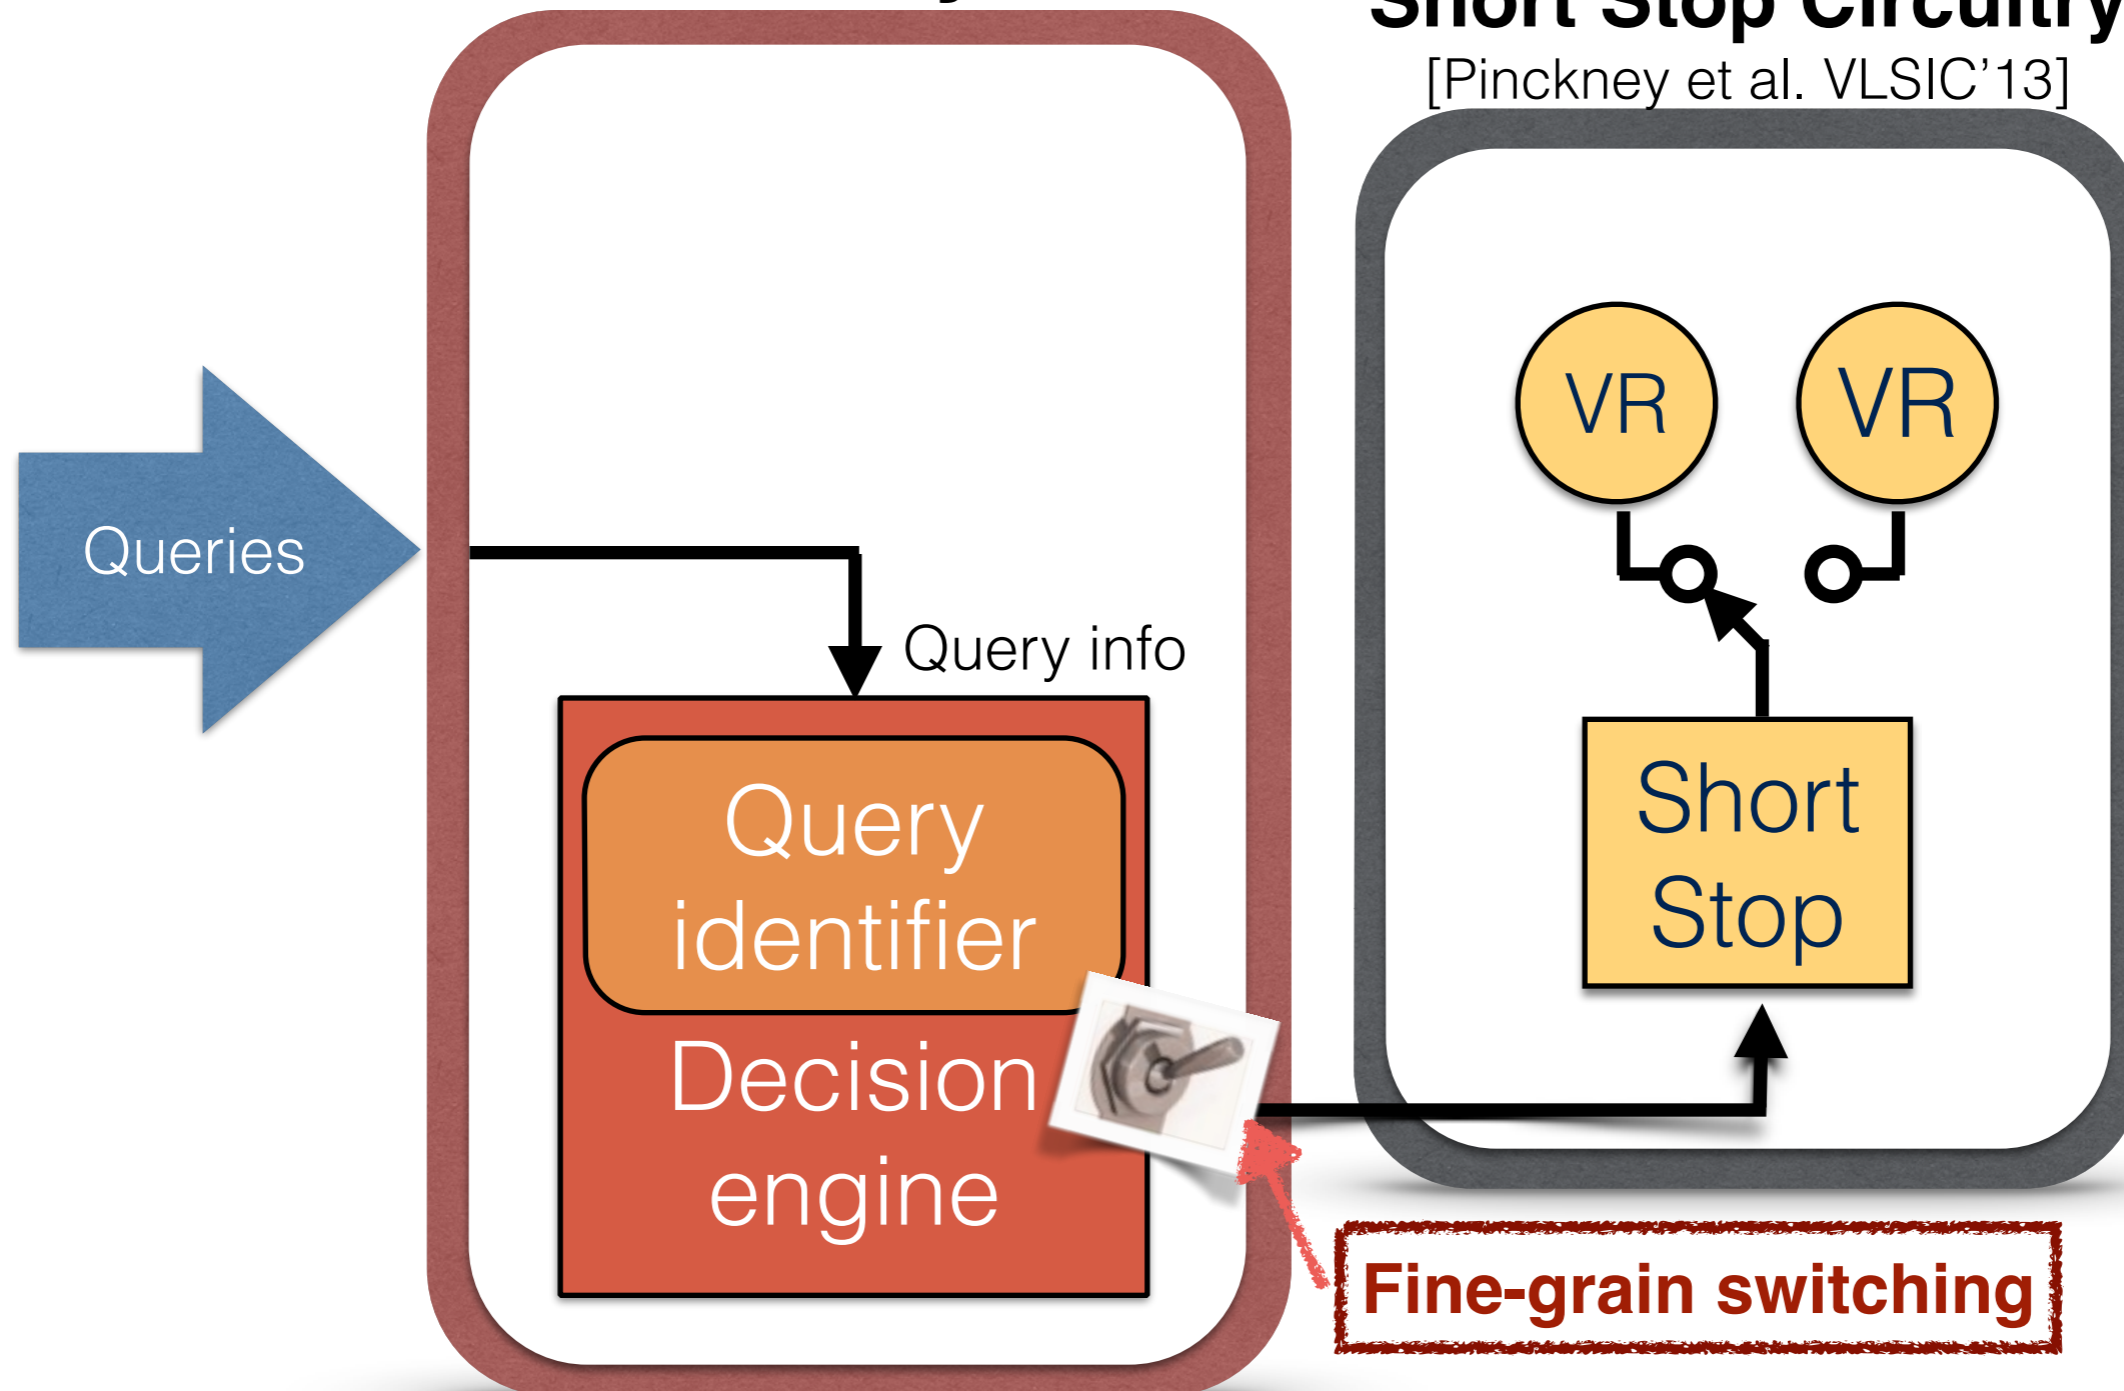 Short Stop Circuitry
[Pinckney et al. VLSIC'13]
VR
VR
Queries
Query info
Query
identifier
Decision
engine
Short
Stop
Fine-grain switching